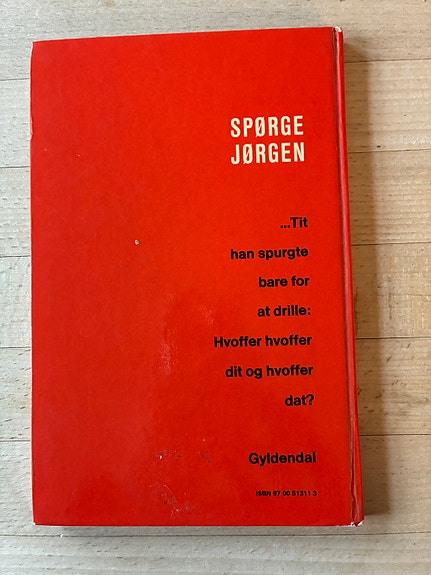 SPØRGE
JØRGEN
...Tit
han spurgte
bare for
at drille:
Hvoffer hvoffer
dit og hvoffer
dat?
Gyldendal
ISBN 87 00 51311 3